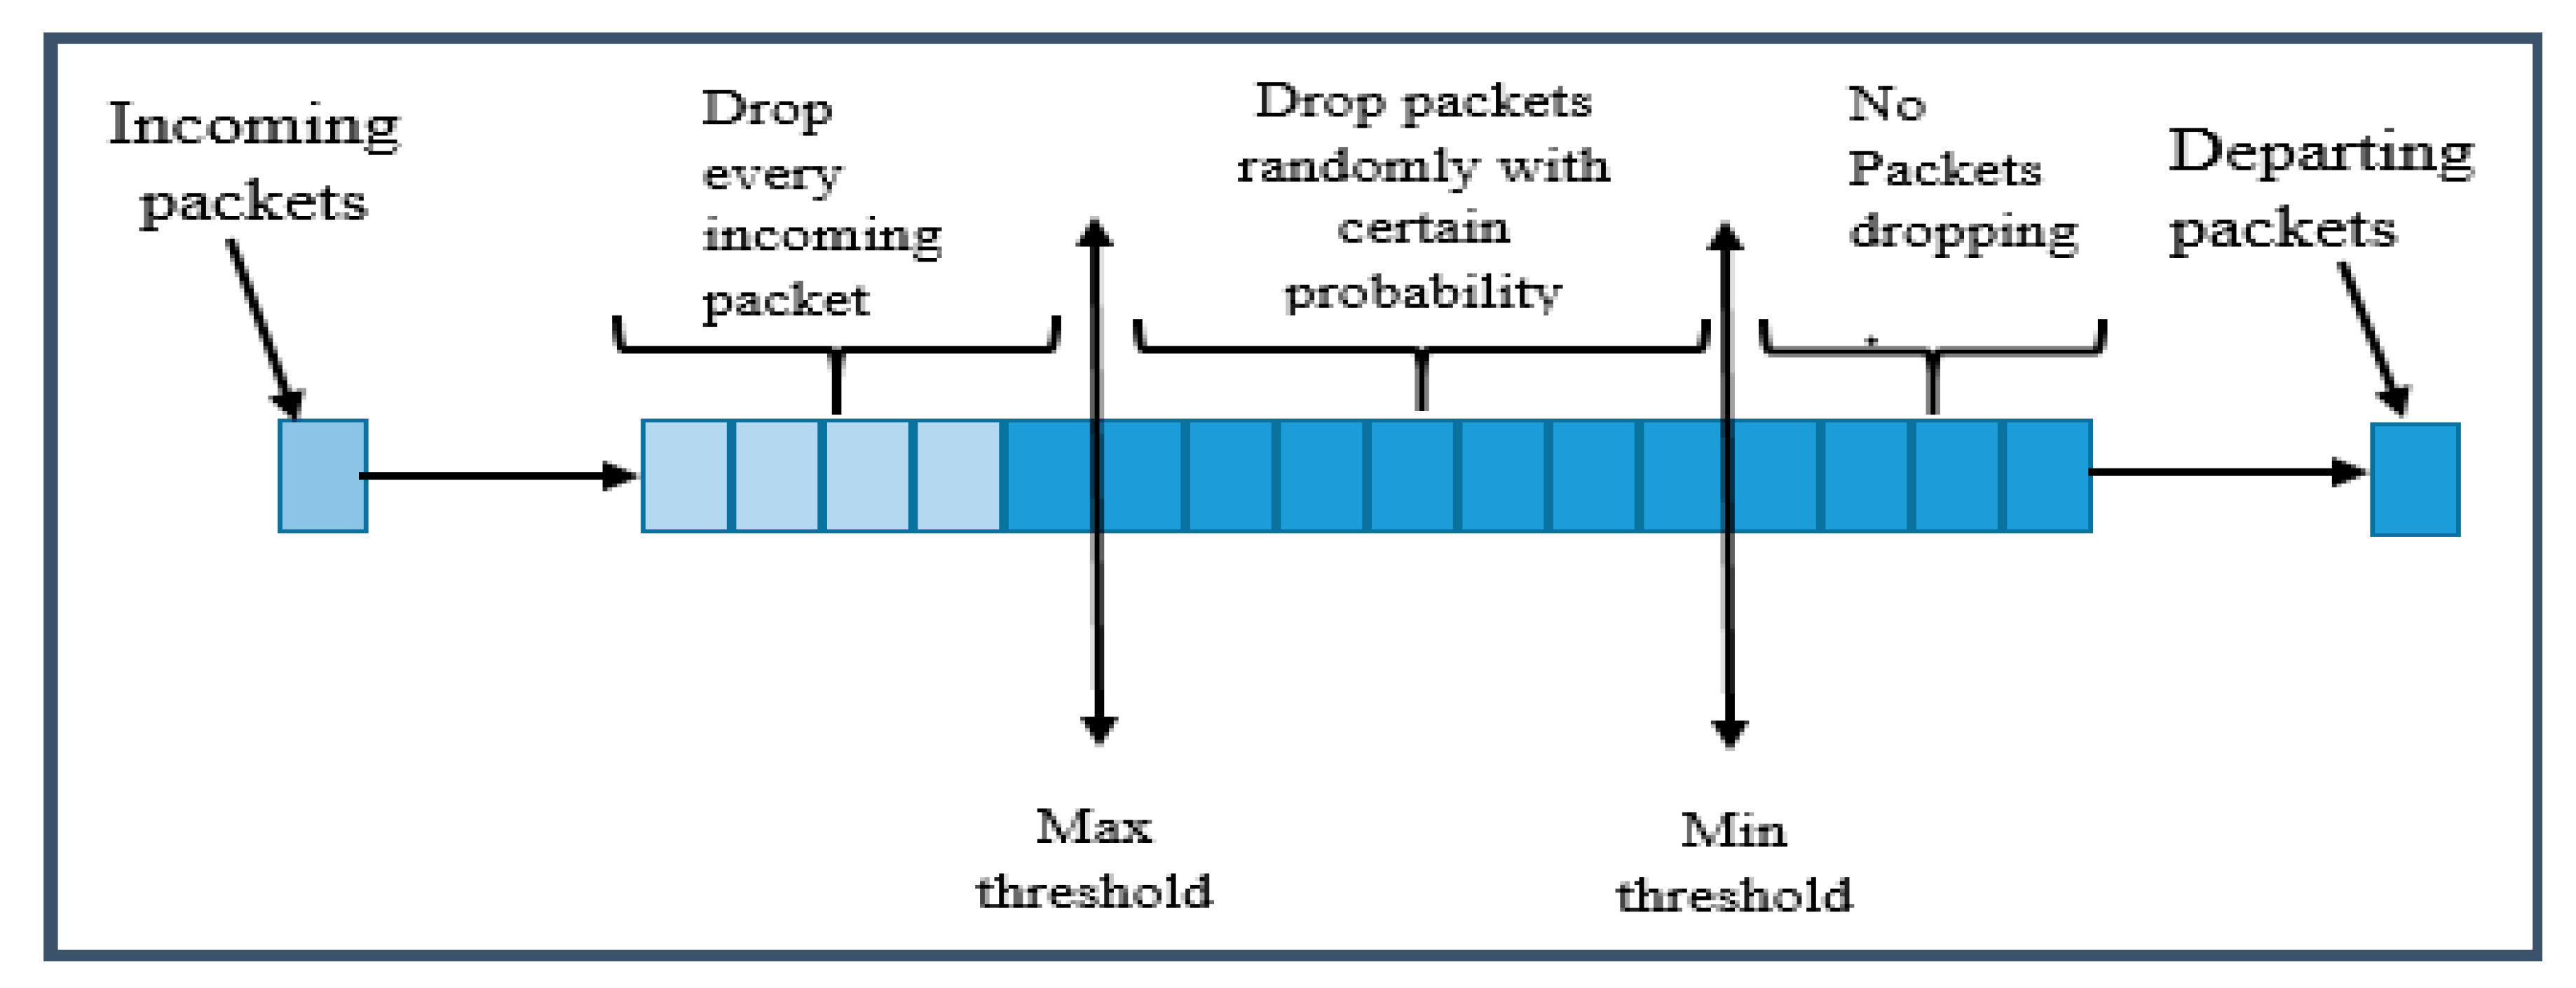 Incoming
packets
Drop
every
incoming
packet
Drop packets
randomly with
certain
probability
No
Packets
dropping
.
Departing
packets
Max
threshold
Min
threshold